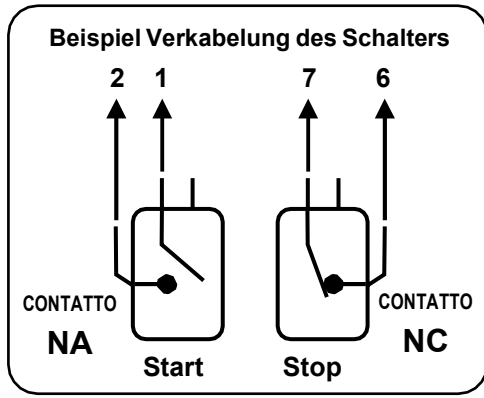 Beispiel Verkabelung des Schalters
2 1 7 6
CONTATTO
NA
CONTATTO
NC
Start Stop